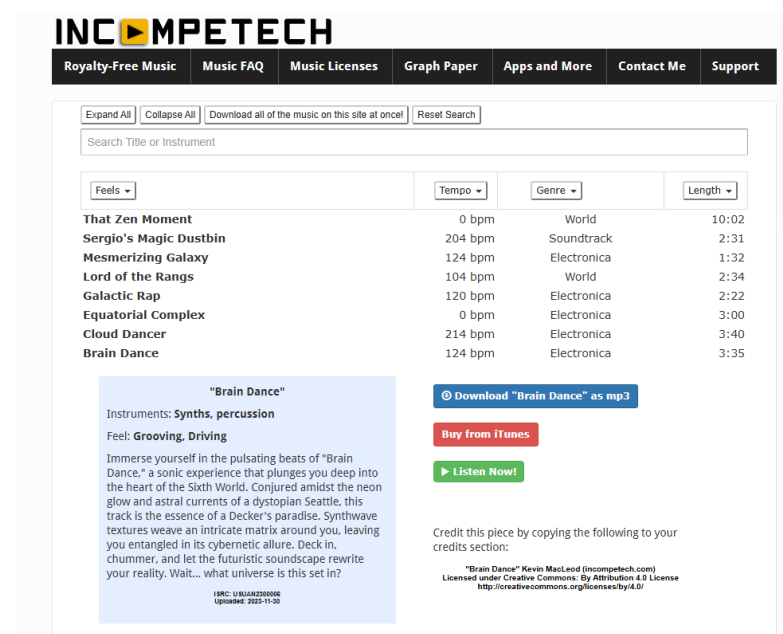 INCOMPETECH
Royalty-Free Music Music FAQ Music Licenses Graph Paper Apps and More Contact Me Support
Expand All Collapse All Download all of the music on this site at once! Reset Search
Search Title or Instrument
Feels Tempo Genre Length
That Zen Moment 0 bpm World 10:02
Sergio's Magic Dustbin 204 bpm Soundtrack 2:31
Mesmerizing Galaxy 124 bpm Electronica 1:32
Lord of the Rangs 104 bpm World 2:34
Galactic Rap 120 bpm Electronica 2:22
Equatorial Complex 0 bpm Electronica 3:00
Cloud Dancer 214 bpm Electronica 3:40
Brain Dance 124 bpm Electronica 3:35
"Brain Dance"
Instruments: Synths, percussion
Feel: Grooving, Driving
Immerse yourself in the pulsating beats of "Brain
Dance," a sonic experience that plunges you deep into
the heart of the Sixth World. Conjured amidst the neon
glow and astral currents of a dystopian Seattle, this
track is the essence of a Decker's paradise. Synthwave
textures weave an intricate matrix around you, leaving
you entangled in its cybernetic allure. Deck in,
chummer, and let the futuristic soundscape rewrite
your reality. Wait... what universe is this set in?
ISRC: USUAN2300006
Uploaded: 2023-11-30
Download "Brain Dance" as mp3
Buy from iTunes
Listen Now!
Credit this piece by copying the following to your
credits section:
"Brain Dance" Kevin MacLeod (incompetech.com)
Licensed under Creative Commons: By Attribution 4.0 License
http://creativecommons.org/licenses/by/4.0/